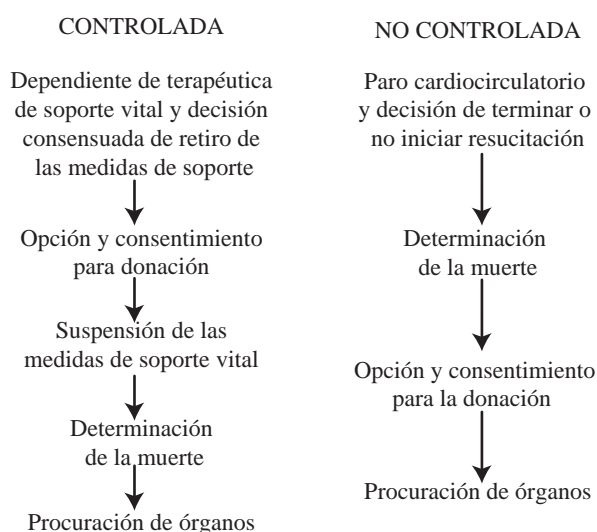 CONTROLADA
Dependiente de terapéutica
de soporte vital y decisión
consensuada de retiro de
las medidas de soporte
Opción y consentimiento
para donación
Suspensión de las
medidas de soporte vital
Determinación
de la muerte
Procuración de órganos
NO CONTROLADA
Paro cardiocirculatorio
y decisión de terminar o
no iniciar resucitación
Determinación
de la muerte
Opción y consentimiento
para la donación
Procuración de órganos